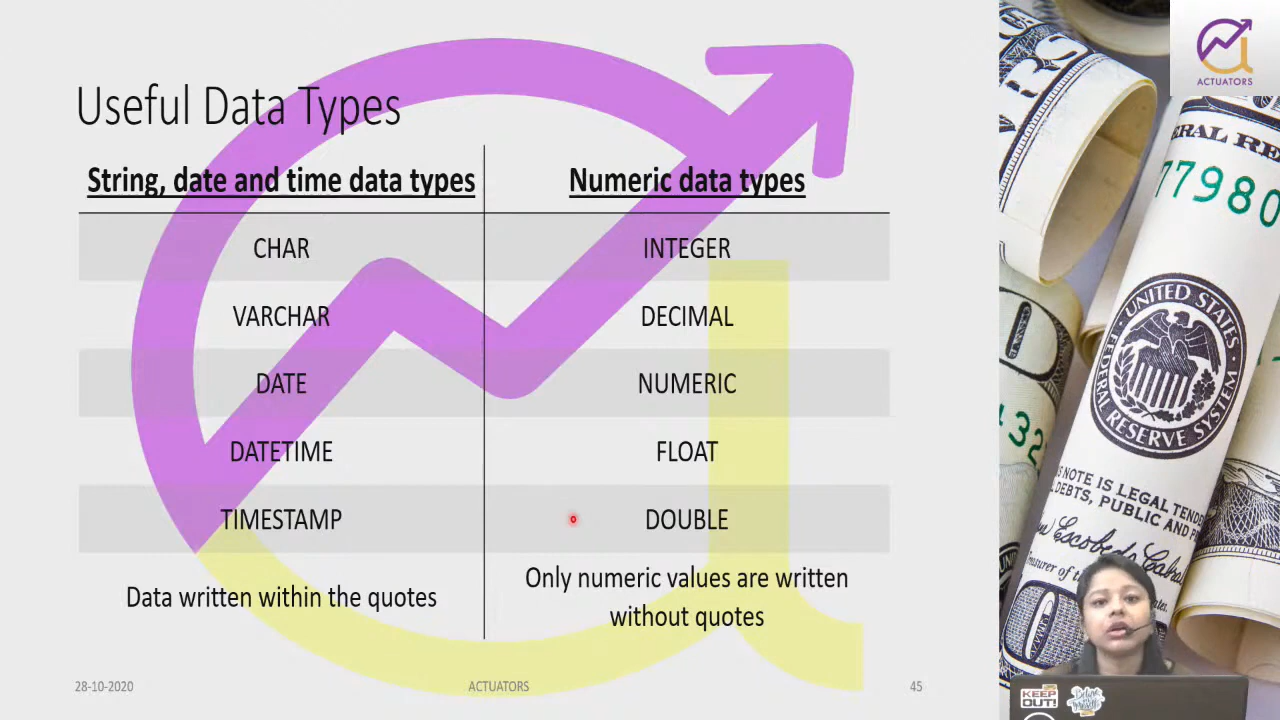 Useful Data Types
String, date and time data types
Numeric data types
CHAR
INTEGER
VARCHAR
DECIMAL
DATE
NUMERIC
DATETIME
FLOAT
TIMESTAMP
DOUBLE
Data written within the quotes
Only numeric values are written
without quotes
28-10-2020
ACTUATORS
45
ACTUATORS
77980
UNITED STATES
FEDERAL RESERVE SYSTEM
NOTE IS LEGAL TENDE
DEBTS, PUBLIC AND
KEEP
OUT!